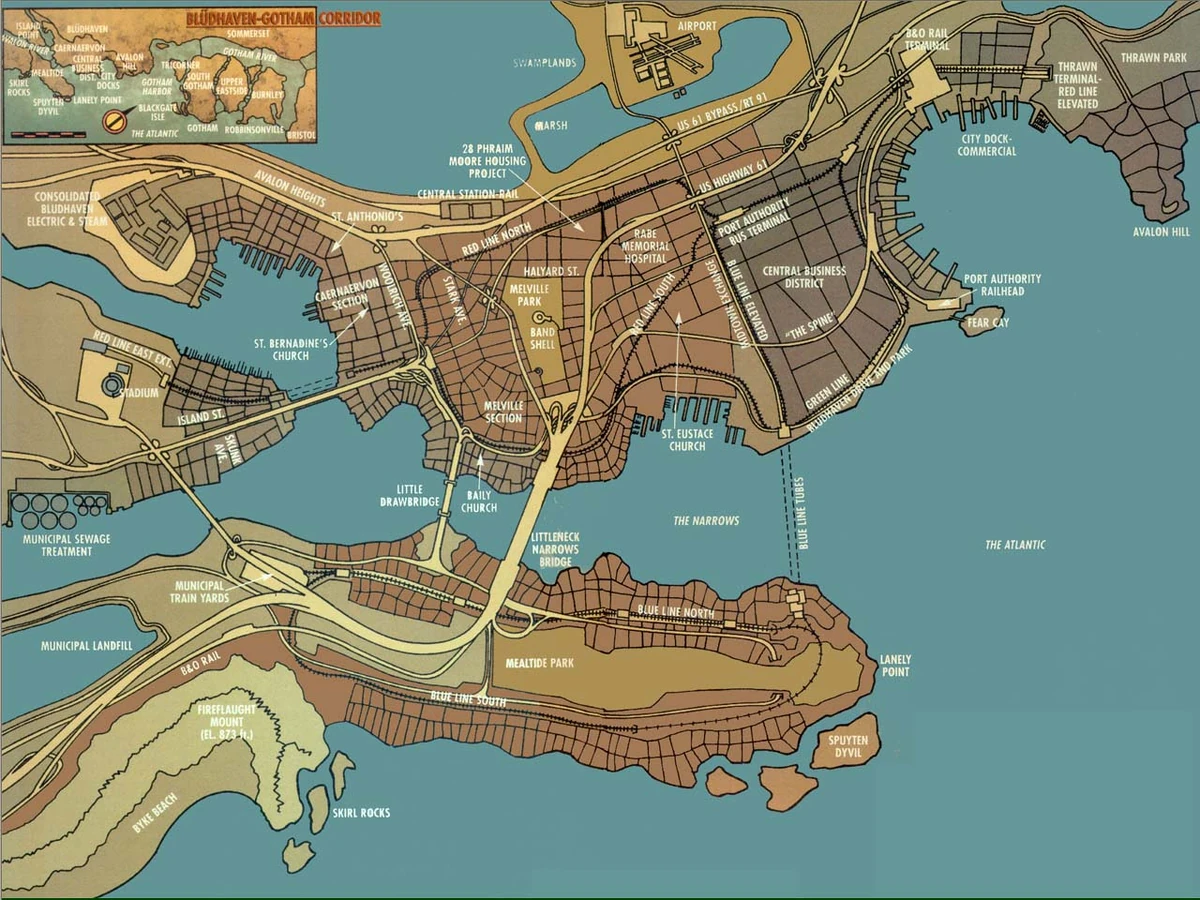 BLÜDHAVEN-GOTHAM CORRIDOR
ISLAND
POINT
BLÜDHAVEN
SOMMERSET
CAERNAERVON
CENTRAL
BUSINESS
DIST.
AVALON
HILL
TRICORNER
GOTHAM RIVER
MEALTIDE
CITY
DOCKS
GOTHAM
HARBOR
SOUTH
GOTHAM
UPPER
EASTSIDE
BURNLEY
SKIRL
ROCKS
SPUYTEN
DYVIL
LANELY POINT
BLACKGATE
ISLE
THE ATLANTIC
GOTHAM
ROBBINSVILLE
BRISTOL
AIRPORT
SWAMPLANDS
MARSH
US 61 BYPASS/RT 91
B&O RAIL
TERMINAL
THRAWN
TERMINAL-
RED LINE
ELEVATED
THRAWN PARK
CITY DOCK-
COMMERCIAL
AVALON HILL
28 PHRAIM
MOORE HOUSING
PROJECT
US HIGHWAY 61
CENTRAL STATION-RAIL
AVALON HEIGHTS
CONSOLIDATED
BLUDHAVEN
ELECTRIC & STEAM
ST. ANTHONIO'S
RED LINE NORTH
RABE
MEMORIAL
HOSPITAL
PORT AUTHORITY
BUS TERMINAL
HALYARD ST.
MELVILLE
PARK
BAND
SHELL
CAERNAERVON
SECTION
WOOLRICH AVE.
STARK AVE.
RED LINE SOUTH
MIDTOWN EXCHANGE
BLUE LINE ELEVATED
CENTRAL BUSINESS
DISTRICT
"THE SPINE"
PORT AUTHORITY
RAILHEAD
FEAR CAY
ST. BERNADINE'S
CHURCH
RED LINE EAST EXT.
STADIUM
ISLAND ST.
SKUNK
AVE.
GREEN LINE
BLÜDHAVEN DRIVE AND PARK
MELVILLE
SECTION
ST. EUSTACE
CHURCH
LITTLE
DRAWBRIDGE
BAILY
CHURCH
MUNICIPAL SEWAGE
TREATMENT
LITTLENECK
NARROWS
BRIDGE
THE NARROWS
BLUE LINE TUBES
THE ATLANTIC
MUNICIPAL
TRAIN YARDS
BLUE LINE NORTH
MUNICIPAL LANDFILL
B&O RAIL
MEALTIDE PARK
BLUE LINE SOUTH
LANELY
POINT
FIREFLAUGHT
MOUNT
(EL. 873 ft.)
SPUYTEN
DYVIL
BYKE BEACH
SKIRL ROCKS